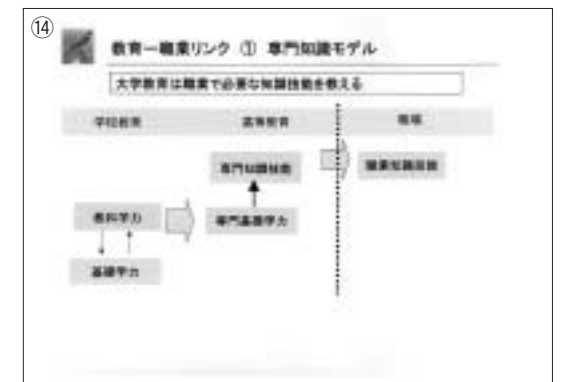 ⑭
教育ー職業リンク ① 専門知識モデル
大学教育は職業で必要な知識技能を教える
学校教育 高等教育 職場
専門知識技能 職業知識技能
教科学力 専門基礎学力
基礎学力